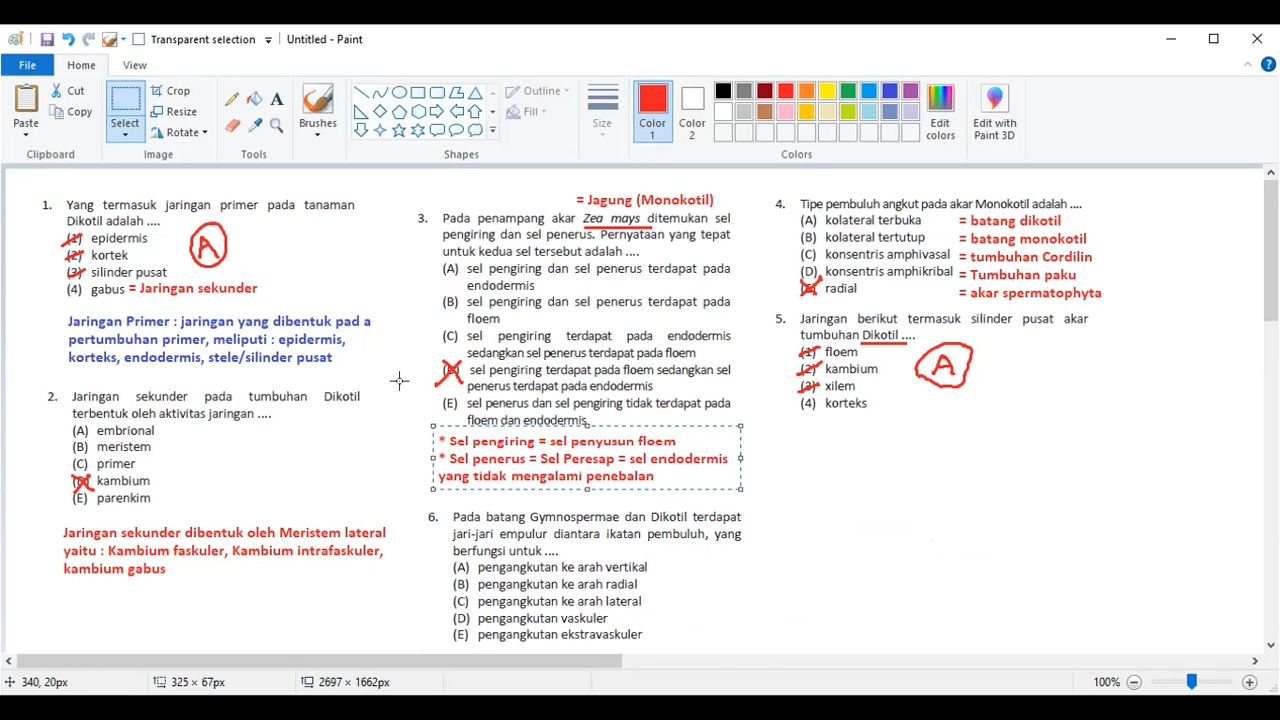 Transparent selection
Untitled - Paint
File
Home
View
Paste
Cut
Copy
Clipboard
Select
Crop
Resize
Rotate
Image
Tools
Brushes
Outline
Fill
Shapes
Size
Color 1
Color 2
Edit colors
Edit with Paint 3D
Colors
1. Yang termasuk jaringan primer pada tanaman
Dikotil adalah ....
(1) epidermis
(2) kortek
(3) silinder pusat
(4) gabus = Jaringan sekunder
A
Jaringan Primer : jaringan yang dibentuk pad a
pertumbuhan primer, meliputi : epidermis,
korteks, endodermis, stele/silinder pusat
2. Jaringan sekunder pada tumbuhan Dikotil
terbentuk oleh aktivitas jaringan ....
(A) embrional
(B) meristem
(C) primer
(D) kambium
(E) parenkim
Jaringan sekunder dibentuk oleh Meristem lateral
yaitu : Kambium faskuler, Kambium intrafaskuler,
kambium gabus
= Jagung (Monokotil)
3. Pada penampang akar Zea mays ditemukan sel
pengiring dan sel penerus. Pernyataan yang tepat
untuk kedua sel tersebut adalah ....
(A) sel pengiring dan sel penerus terdapat pada
endodermis
(B) sel pengiring dan sel penerus terdapat pada
floem
(C) sel pengiring terdapat pada endodermis
sedangkan sel penerus terdapat pada floem
(D) sel pengiring terdapat pada floem sedangkan sel
penerus terdapat pada endodermis
(E) sel penerus dan sel pengiring tidak terdapat pada
floem dan endodermis
* Sel pengiring = sel penyusun floem
* Sel penerus = Sel Peresap = sel endodermis
yang tidak mengalami penebalan
6. Pada batang Gymnospermae dan Dikotil terdapat
jari-jari empulur diantara ikatan pembuluh, yang
berfungsi untuk ....
(A) pengangkutan ke arah vertikal
(B) pengangkutan ke arah radial
(C) pengangkutan ke arah lateral
(D) pengangkutan vaskuler
(E) pengangkutan ekstravaskuler
4. Tipe pembuluh angkut pada akar Monokotil adalah ....
(A) kolateral terbuka = batang dikotil
(B) kolateral tertutup = batang monokotil
(C) konsentris amphivasal = tumbuhan Cordilin
(D) konsentris amphikribal = Tumbuhan paku
(E) radial = akar spermatophyta
5. Jaringan berikut termasuk silinder pusat akar
tumbuhan Dikotil ....
(1) floem
(2) kambium
(3) xilem
(4) korteks
A
340, 20px
325 × 67px
2697 × 1662px
100%